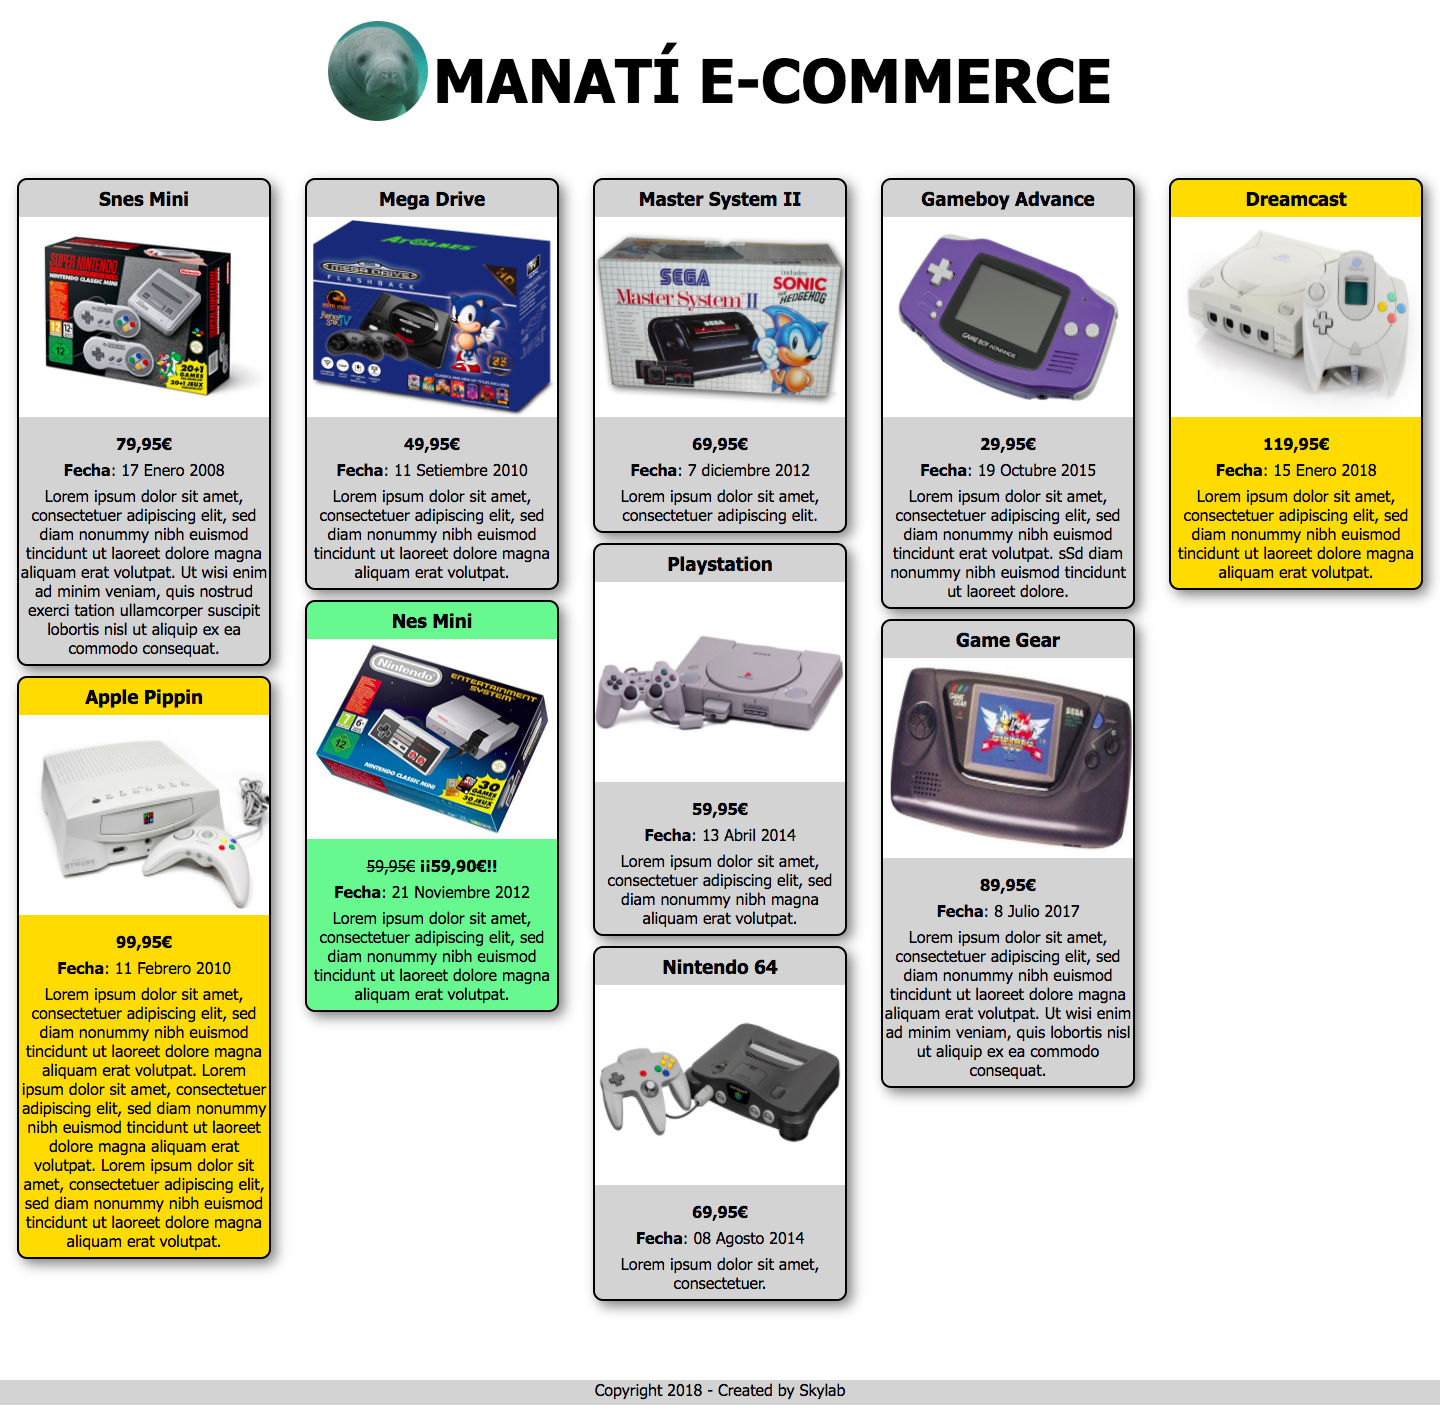 MANATÍ E-COMMERCE
Snes Mini
SUPER NINTENDO
NINTENDO CLASSIC MINI
Nintendo
12
12
20+1
GAMES
20+1 JEUX
79,95€
Fecha: 17 Enero 2008
Lorem ipsum dolor sit amet,
consectetuer adipiscing elit, sed
diam nonummy nibh euismod
tincidunt ut laoreet dolore magna
aliquam erat volutpat. Ut wisi enim
ad minim veniam, quis nostrud
exerci tation ullamcorper suscipit
lobortis nisl ut aliquip ex ea
commodo consequat.
Apple Pippin
99,95€
Fecha: 11 Febrero 2010
Lorem ipsum dolor sit amet,
consectetuer adipiscing elit, sed
diam nonummy nibh euismod
tincidunt ut laoreet dolore magna
aliquam erat volutpat. Lorem
ipsum dolor sit amet, consectetuer
adipiscing elit, sed diam nonummy
nibh euismod tincidunt ut laoreet
dolore magna aliquam erat
volutpat. Lorem ipsum dolor sit
amet, consectetuer adipiscing elit,
sed diam nonummy nibh euismod
tincidunt ut laoreet dolore magna
aliquam erat volutpat.
Mega Drive
ATGAMES
MEGA DRIVE
FLASHBACK
HD
49,95€
Fecha: 11 Setiembre 2010
Lorem ipsum dolor sit amet,
consectetuer adipiscing elit, sed
diam nonummy nibh euismod
tincidunt ut laoreet dolore magna
aliquam erat volutpat.
Nes Mini
Nintendo
ENTERTAINMENT
SYSTEM
7
6+
12
NINTENDO CLASSIC MINI
30
GAMES
30 JEUX
59,95€ ¡¡59,90€!!
Fecha: 21 Noviembre 2012
Lorem ipsum dolor sit amet,
consectetuer adipiscing elit, sed
diam nonummy nibh euismod
tincidunt ut laoreet dolore magna
aliquam erat volutpat.
Master System II
SEGA
Master System II
includes
SONIC
THE HEDGEHOG
SEGA
69,95€
Fecha: 7 diciembre 2012
Lorem ipsum dolor sit amet,
consectetuer adipiscing elit.
Playstation
59,95€
Fecha: 13 Abril 2014
Lorem ipsum dolor sit amet,
consectetuer adipiscing elit, sed
diam nonummy nibh magna
aliquam erat volutpat.
Nintendo 64
69,95€
Fecha: 08 Agosto 2014
Lorem ipsum dolor sit amet,
consectetuer.
Gameboy Advance
GAME BOY ADVANCE
29,95€
Fecha: 19 Octubre 2015
Lorem ipsum dolor sit amet,
consectetuer adipiscing elit, sed
diam nonummy nibh euismod
tincidunt erat volutpat. sSd diam
nonummy nibh euismod tincidunt
ut laoreet dolore.
Game Gear
GAME GEAR
SEGA
89,95€
Fecha: 8 Julio 2017
Lorem ipsum dolor sit amet,
consectetuer adipiscing elit, sed
diam nonummy nibh euismod
tincidunt ut laoreet dolore magna
aliquam erat volutpat. Ut wisi enim
ad minim veniam, quis lobortis nisl
ut aliquip ex ea commodo
consequat.
Dreamcast
119,95€
Fecha: 15 Enero 2018
Lorem ipsum dolor sit amet,
consectetuer adipiscing elit, sed
diam nonummy nibh euismod
tincidunt ut laoreet dolore magna
aliquam erat volutpat.
Copyright 2018 - Created by Skylab